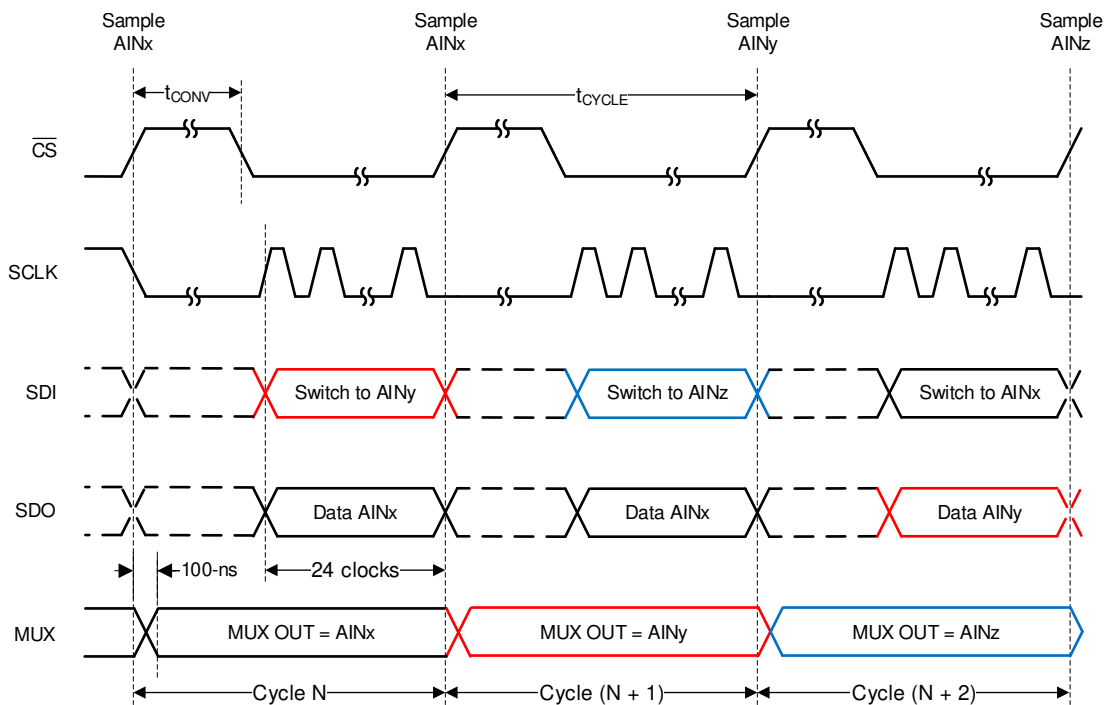 Sample
AINx
Sample
AINx
Sample
AINy
Sample
AINz
tCONV
tCYCLE
CS
SCLK
SDI
Switch to AINy
Switch to AINz
Switch to AINx
SDO
Data AINx
Data AINx
Data AINy
100-ns
24 clocks
MUX
MUX OUT = AINx
MUX OUT = AINy
MUX OUT = AINz
Cycle N
Cycle (N + 1)
Cycle (N + 2)